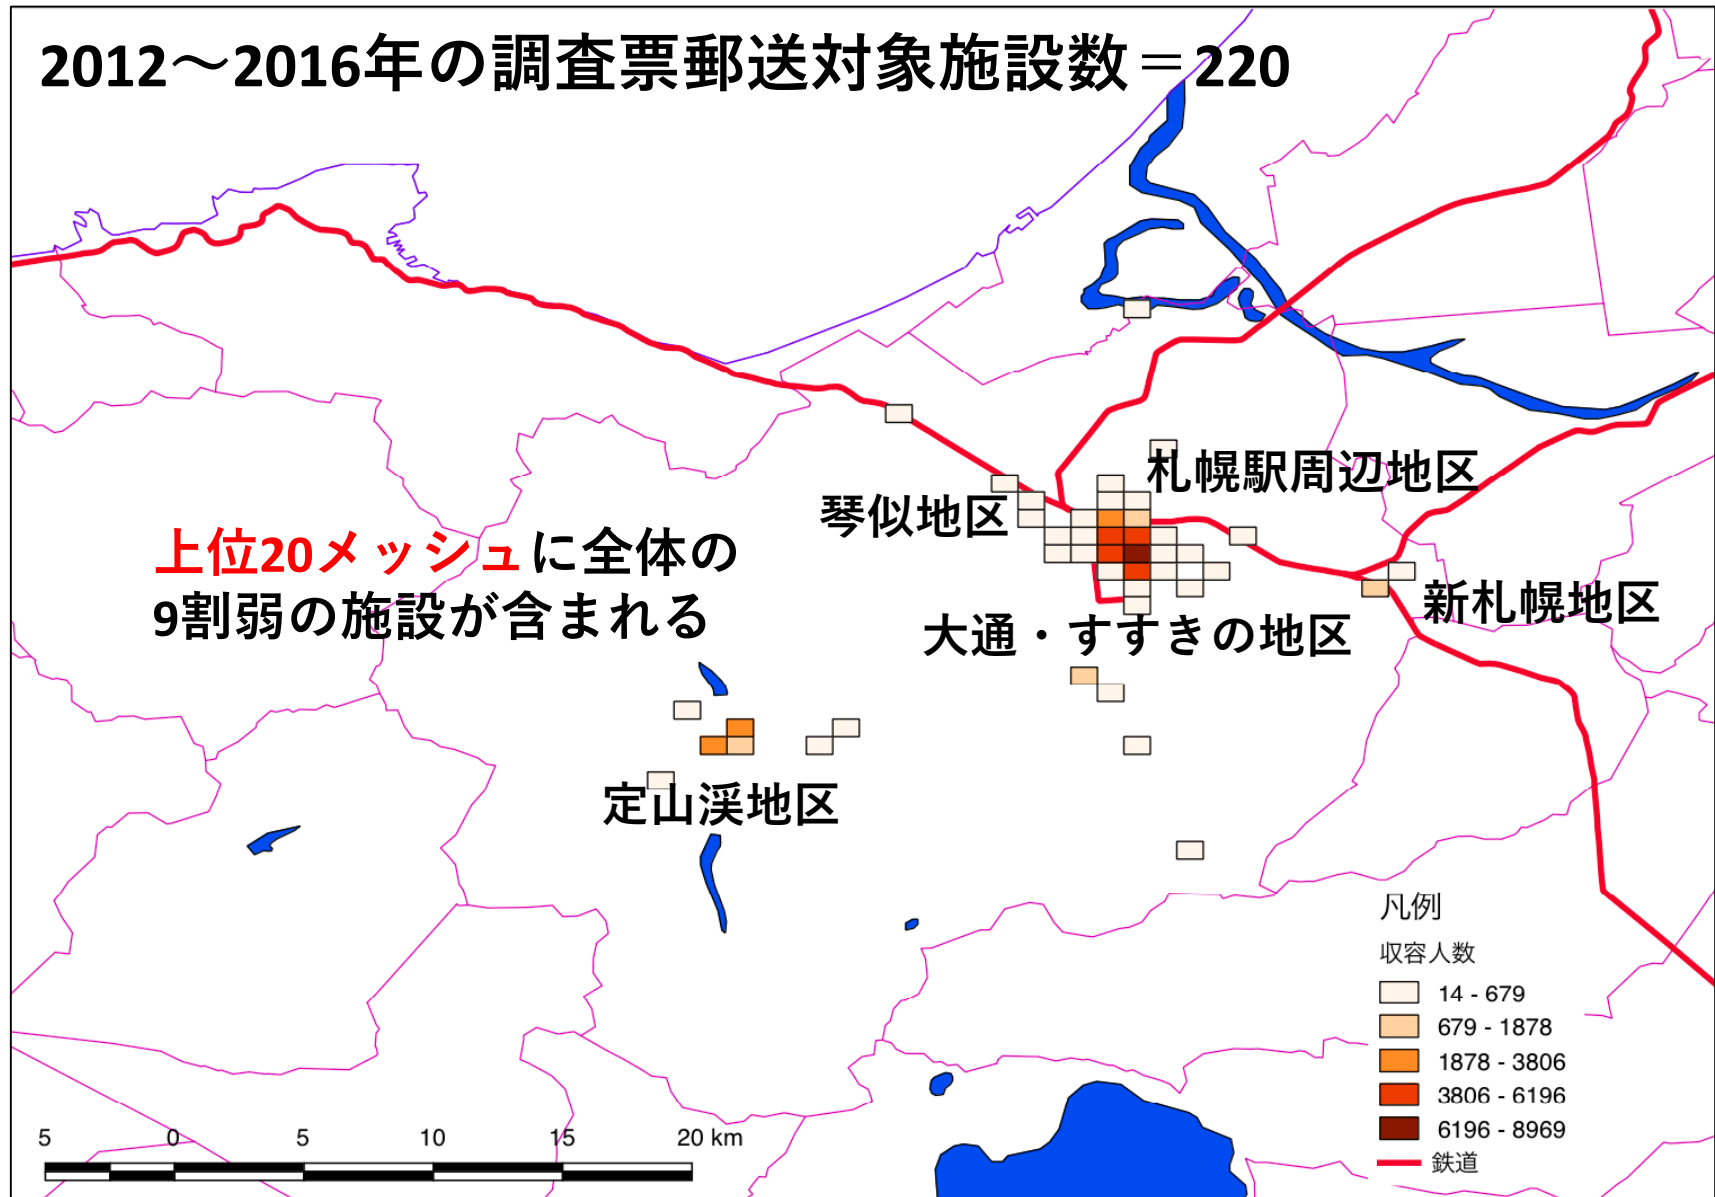 2012～2016年の調査票郵送対象施設数＝220
札幌駅周辺地区
琴似地区
上位20メッシュに全体の
9割弱の施設が含まれる
新札幌地区
大通・すすきの地区
定山渓地区
凡例
収容人数
14 - 679
679 - 1878
1878 - 3806
3806 - 6196
6196 - 8969
鉄道
5 0 5 10 15 20 km